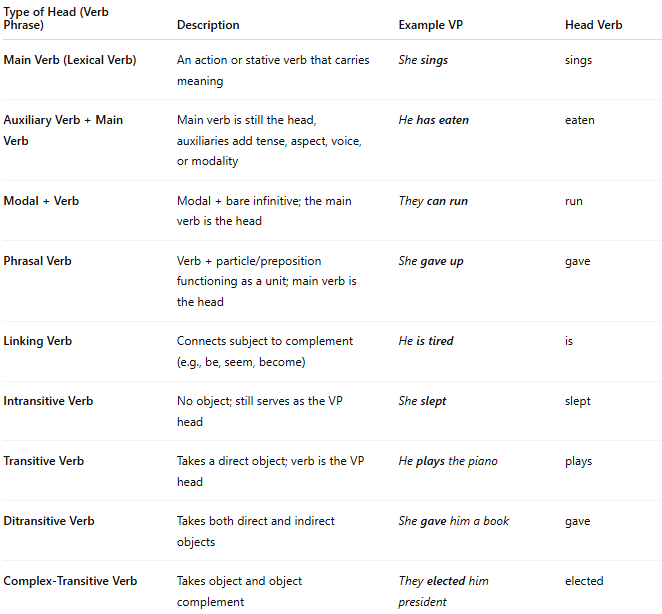 Type of Head (Verb
Phrase) Description Example VP Head Verb
Main Verb (Lexical Verb) An action or stative verb that carries She sings sings
meaning
Auxiliary Verb + Main Main verb is still the head, He has eaten eaten
Verb auxiliaries add tense, aspect, voice,
or modality
Modal + Verb Modal + bare infinitive; the main They can run run
verb is the head
Phrasal Verb Verb + particle/preposition She gave up gave
functioning as a unit; main verb is
the head
Linking Verb Connects subject to complement He is tired is
(e.g., be, seem, become)
Intransitive Verb No object; still serves as the VP She slept slept
head
Transitive Verb Takes a direct object; verb is the VP He plays the piano plays
head
Ditransitive Verb Takes both direct and indirect She gave him a book gave
objects
Complex-Transitive Verb Takes object and object They elected him elected
complement president